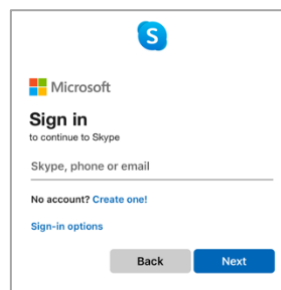 S
Microsoft
Sign in
to continue to Skype
Skype, phone or email
No account? Create one!
Sign-in options
Back Next